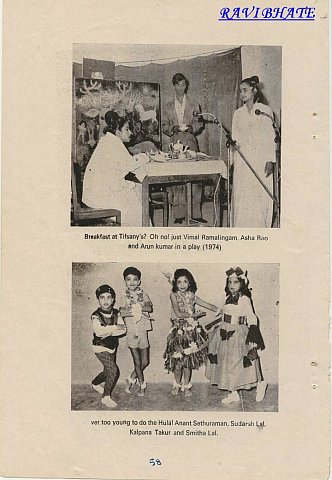 RAVIBHATE
Breakfast at Tifsany's? Oh no! just Vimal Ramalingam, Asha Rao
and Arun kumar in a play (1974)
ver too young to do the Hula! Anant Sethuraman, Sudarsh Lal,
Kalpana Takur and Smitha Lal.
58